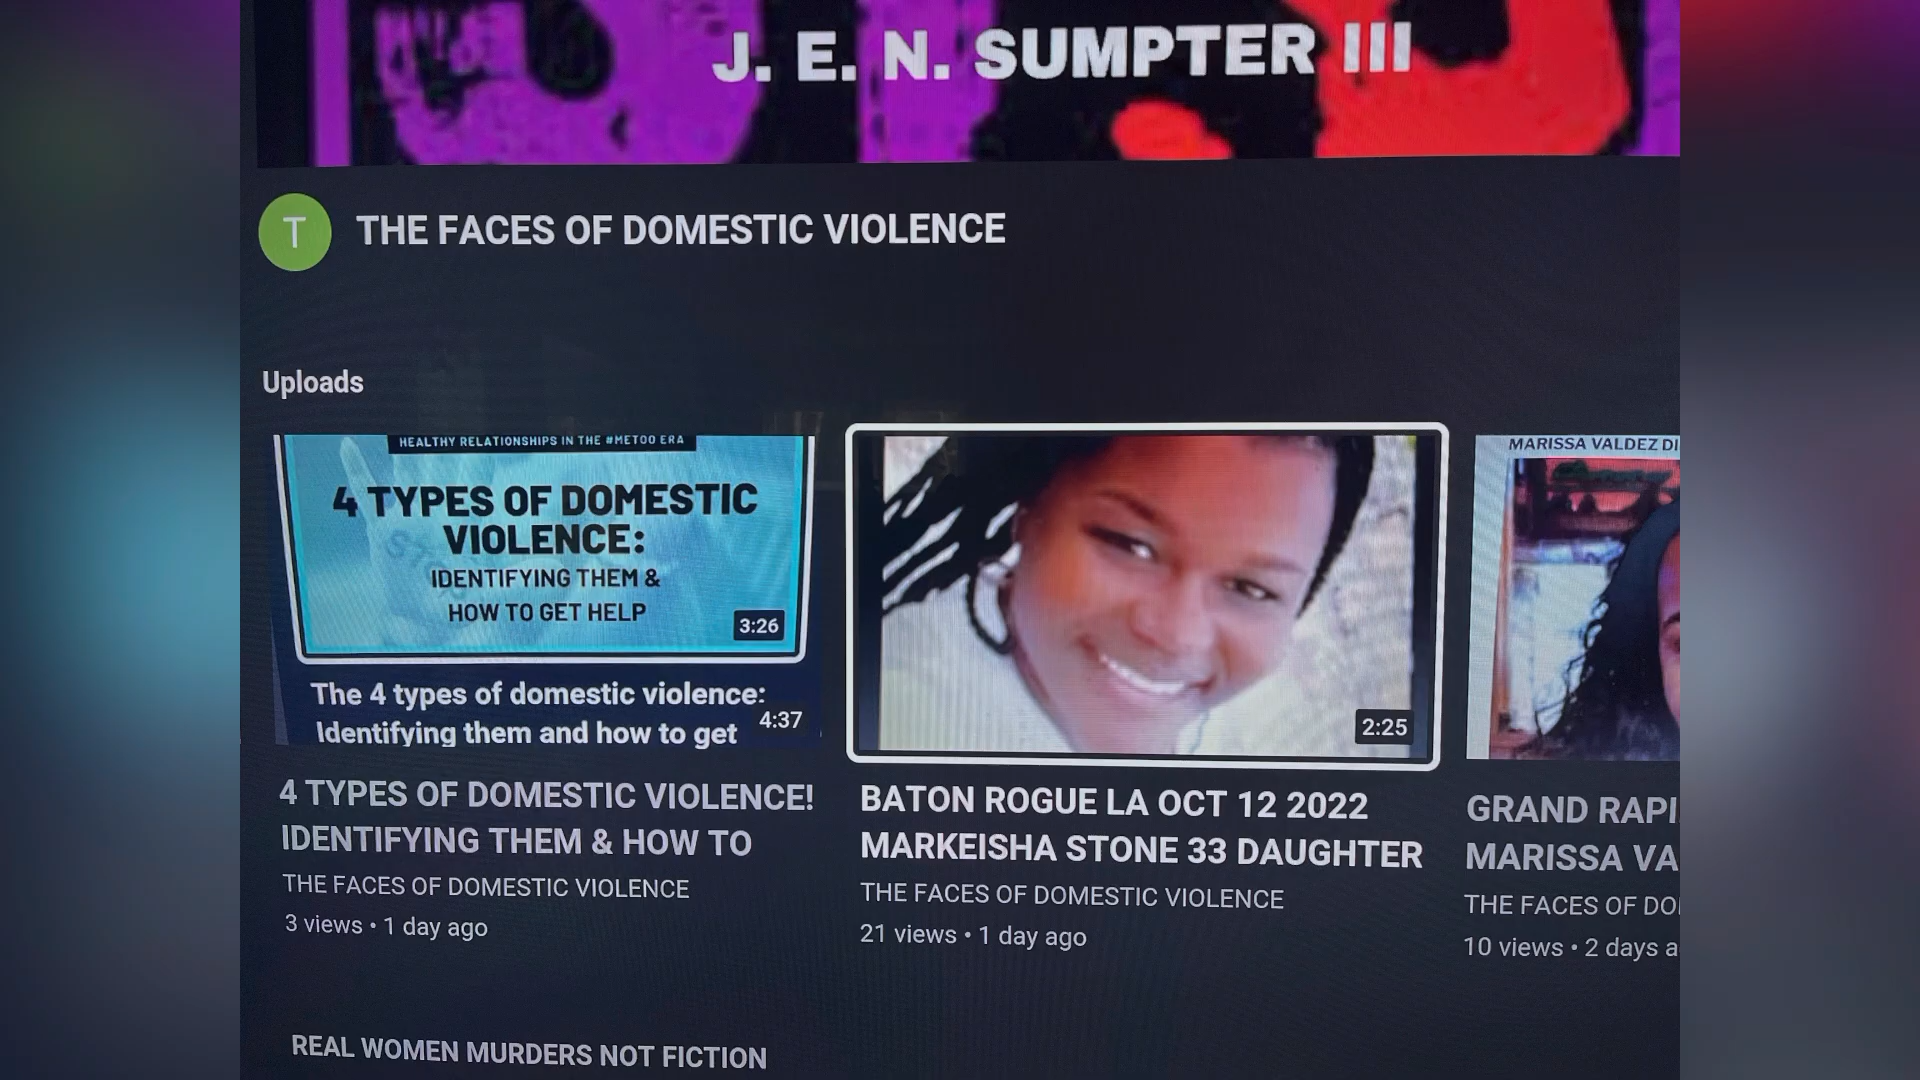 J. E. N. SUMPTER III
T
THE FACES OF DOMESTIC VIOLENCE
Uploads
HEALTHY RELATIONSHIPS IN THE #METOO ERA
4 TYPES OF DOMESTIC
VIOLENCE:
IDENTIFYING THEM &
HOW TO GET HELP
3:26
The 4 types of domestic violence:
Identifying them and how to get
4:37
4 TYPES OF DOMESTIC VIOLENCE!
IDENTIFYING THEM & HOW TO
THE FACES OF DOMESTIC VIOLENCE
3 views • 1 day ago
2:25
BATON ROGUE LA OCT 12 2022
MARKEISHA STONE 33 DAUGHTER
THE FACES OF DOMESTIC VIOLENCE
21 views • 1 day ago
MARISSA VALDEZ DI
GRAND RAPI
MARISSA VA
THE FACES OF DO
10 views • 2 days a
REAL WOMEN MURDERS NOT FICTION